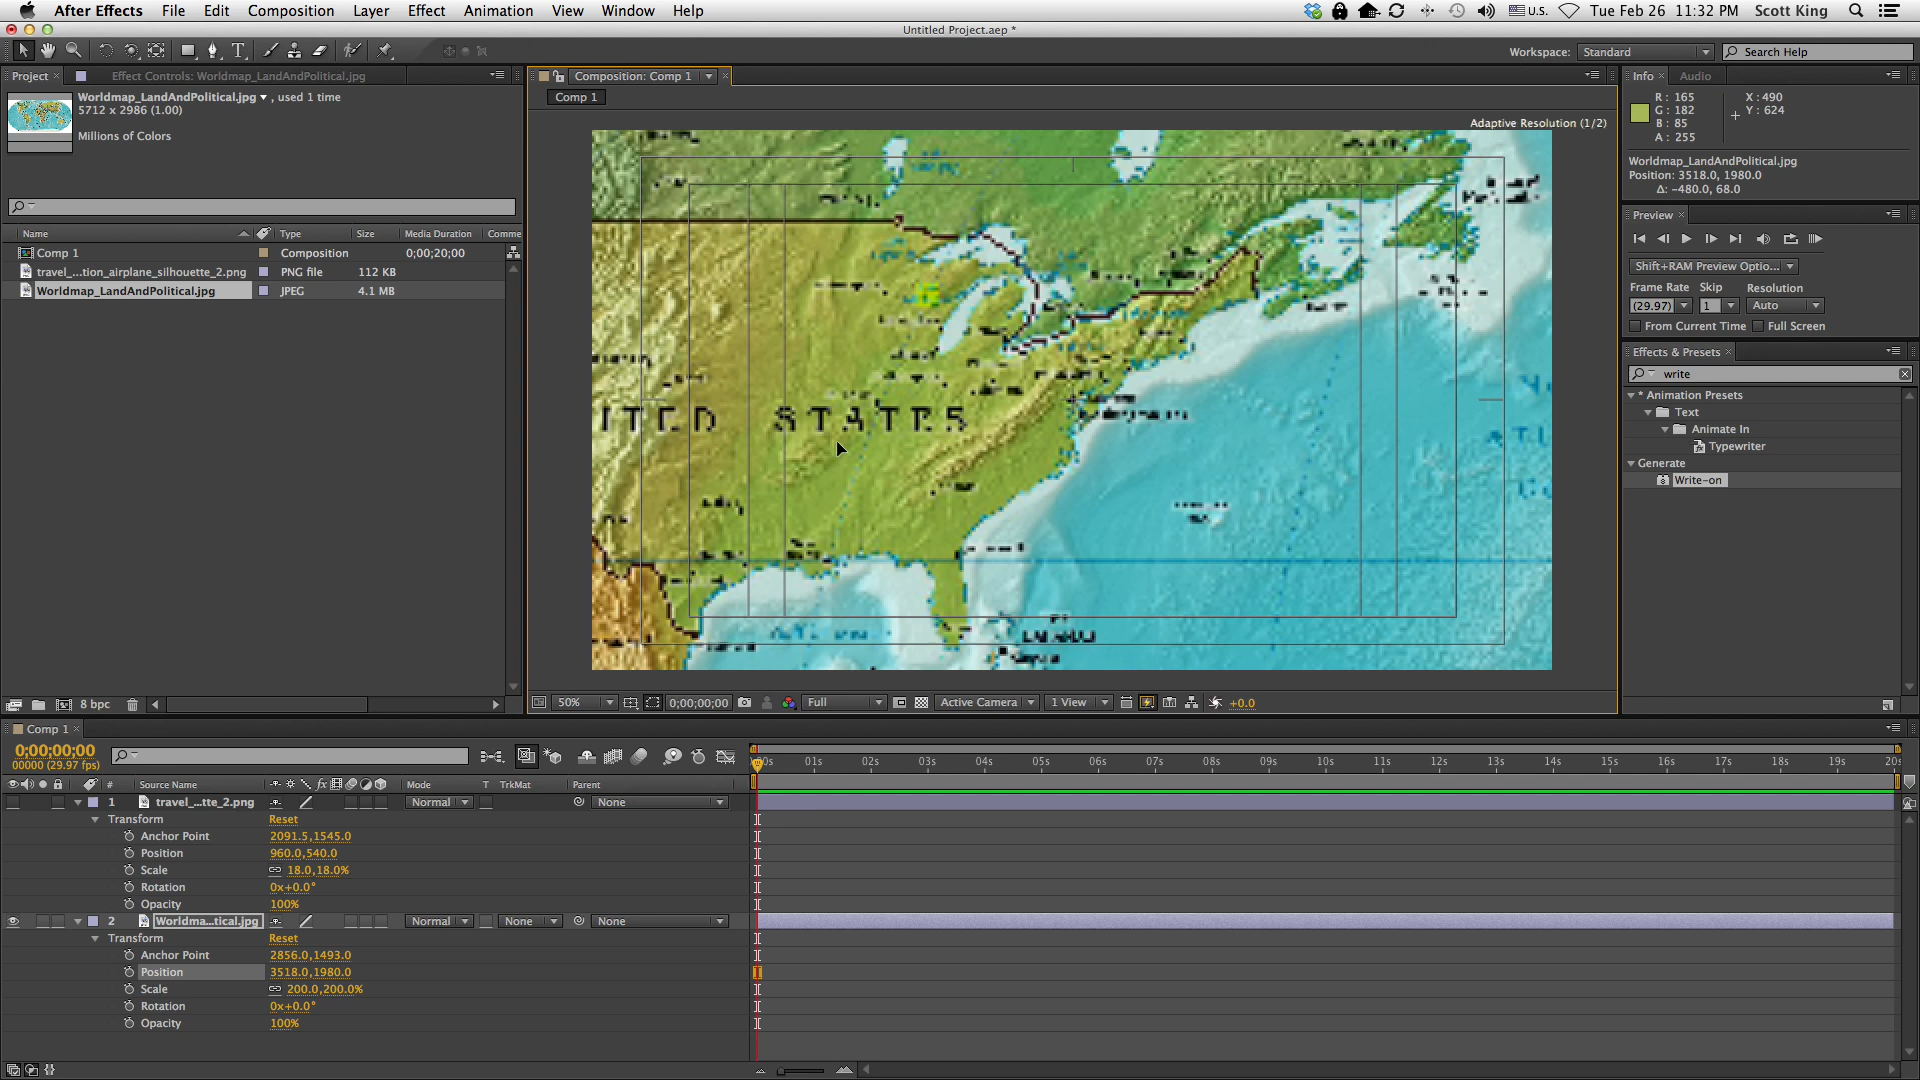 After Effects File Edit Composition Layer Effect Animation View Window Help U.S. Tue Feb 26 11:32 PM Scott King
Untitled Project.aep *
Workspace: Standard Search Help
Project Effect Controls: Worldmap_LandAndPolitical.jpg
Worldmap_LandAndPolitical.jpg , used 1 time
5712 x 2986 (1.00)
Millions of Colors
Name Type Size Media Duration Comme
Comp 1 Composition 0;00;20;00
travel_...tion_airplane_silhouette_2.png PNG file 112 KB
Worldmap_LandAndPolitical.jpg JPEG 4.1 MB
8 bpc
Composition: Comp 1
Comp 1
Adaptive Resolution (1/2)
ITED STATES
50% 0;00;00;00 Full Active Camera 1 View +0.0
Info Audio
R: 165 X: 490
G: 182 Y: 624
B: 85
A: 255
Worldmap_LandAndPolitical.jpg
Position: 3518.0, 1980.0
Δ: -480.0, 68.0
Preview
Shift+RAM Preview Optio...
Frame Rate Skip Resolution
(29.97) 1 Auto
From Current Time Full Screen
Effects & Presets
write
* Animation Presets
Text
Animate In
Typewriter
Generate
Write-on
Comp 1
0;00;00;00
00000 (29.97 fps)
00s 01s 02s 03s 04s 05s 06s 07s 08s 09s 10s 11s 12s 13s 14s 15s 16s 17s 18s 19s 20s
# Source Name fx Mode T TrkMat Parent
1 travel_...tte_2.png Normal None
Transform Reset
Anchor Point 2091.5,1545.0
Position 960.0,540.0
Scale 18.0,18.0%
Rotation 0x+0.0°
Opacity 100%
2 Worldma...tical.jpg Normal None None
Transform Reset
Anchor Point 2856.0,1493.0
Position 3518.0,1980.0
Scale 200.0,200.0%
Rotation 0x+0.0°
Opacity 100%